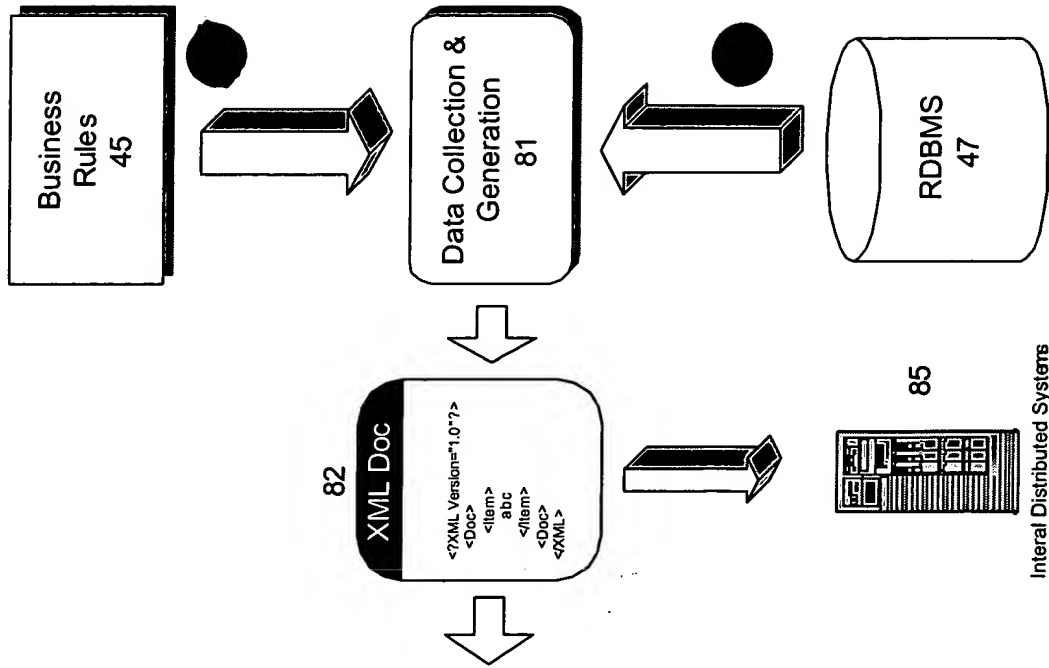 Business
Rules
45
Data Collection &
Generation
81
RDBMS
47
82
XML Doc
<?XML Version="1.0"?>
<Doc>
<Item>
abc
</Item>
<Doc>
</XML>
85
Interal Distributed Systems